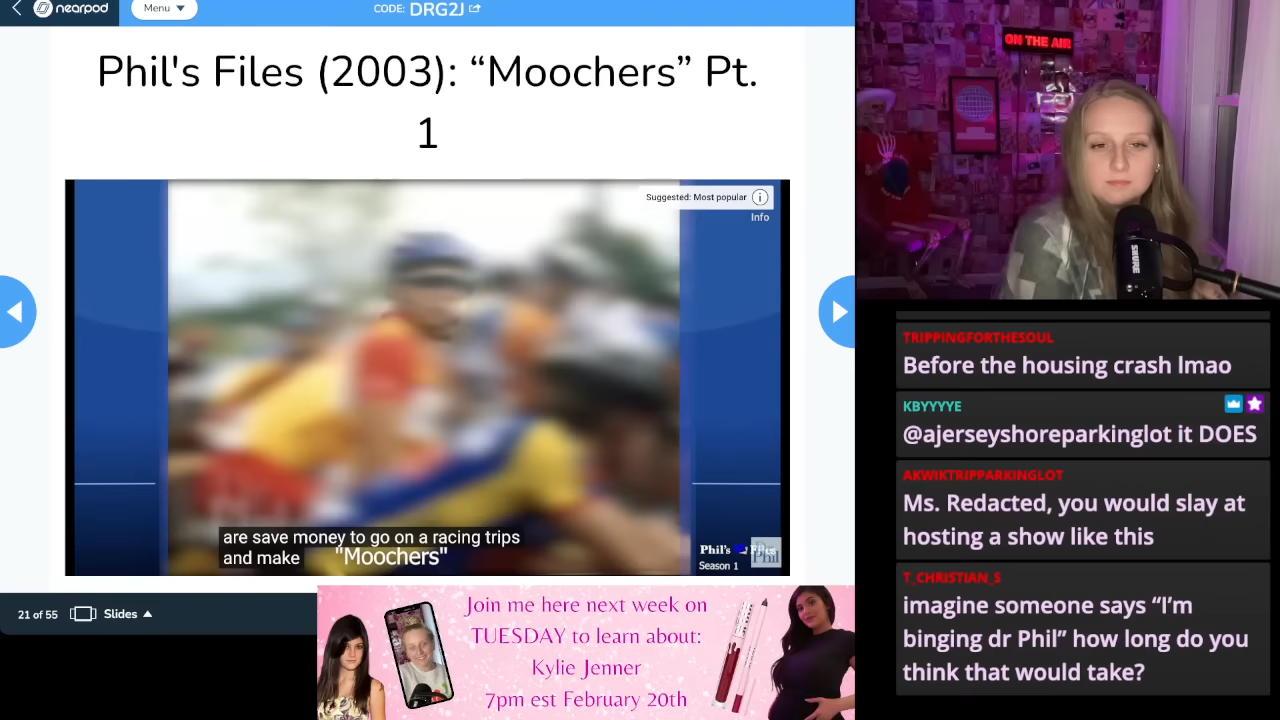 nearpod
Menu
CODE: DRG2J
Phil's Files (2003): “Moochers” Pt.
1
Suggested: Most popular
Info
are save money to go on a racing trips
and make
"Moochers"
Phil's Files
Phil
Season 1
21 of 55
Slides
Join me here next week on
TUESDAY to learn about:
Kylie Jenner
7pm est February 20th
ON THE AIR
SHURE
TRIPPINGFORTHESOUL
Before the housing crash lmao
KBYYYYE
@ajerseyshoreparkinglot it DOES
AKWIKTRIPPARKINGLOT
Ms. Redacted, you would slay at
hosting a show like this
T_CHRISTIAN_S
imagine someone says “I’m
binging dr Phil” how long do you
think that would take?